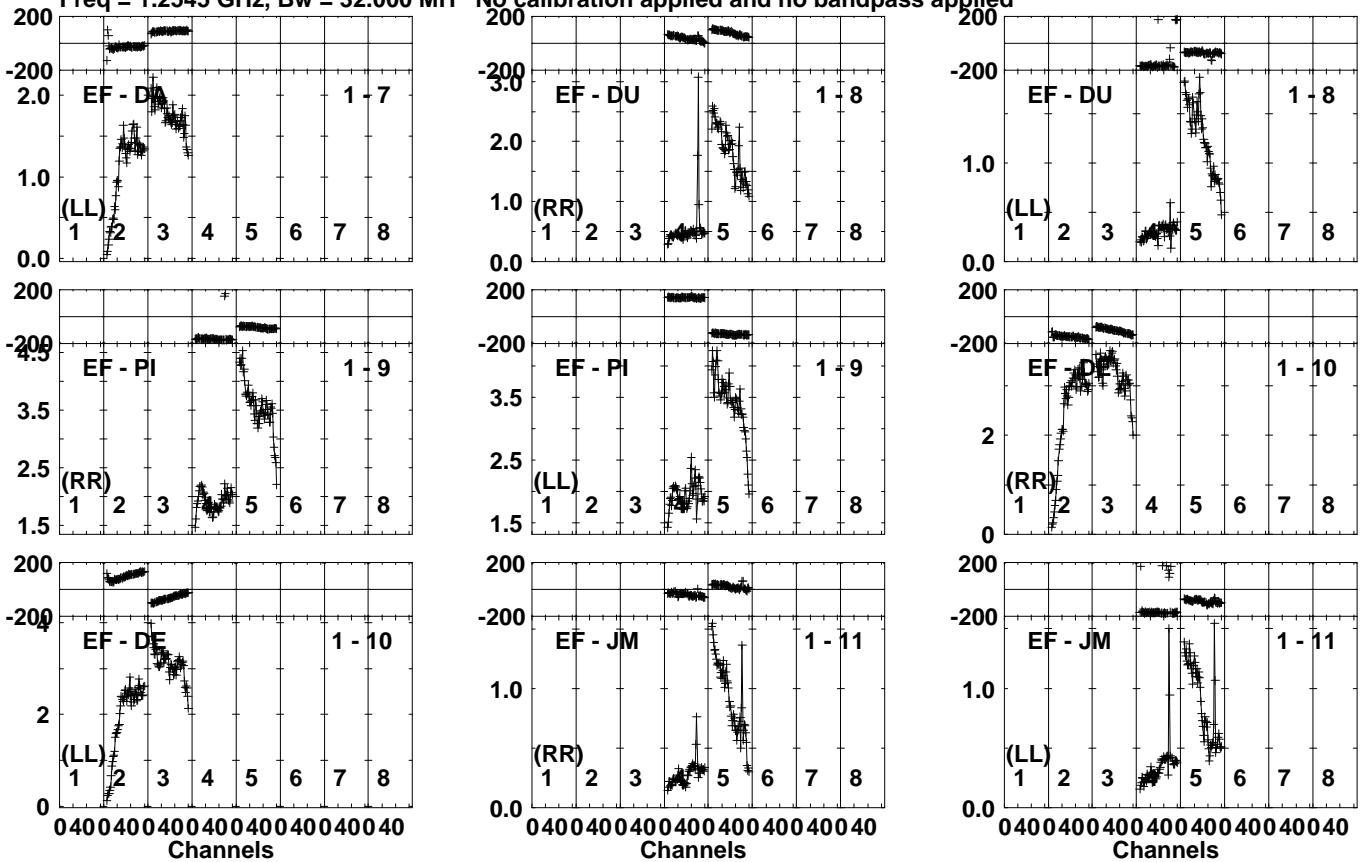 Freq = 1.2545 GHz, Bw = 32.000 MH No calibration applied and no bandpass applied
200 200 200
-200 -200 -200
EF - DA 1 - 7 EF - DU 1 - 8 EF - DU 1 - 8
2.0 3.0
2.0
1.0 1.0
1.0
(LL) (RR) (LL)
1 2 3 4 5 6 7 8 1 2 3 4 5 6 7 8 1 2 3 4 5 6 7 8
0.0 0.0 0.0
200 200 200
-200 -200 -200
4.5
EF - PI 1 - 9 EF - PI 1 - 9 EF - DE 1 - 10
3.5 3.5
2
2.5 2.5
(RR) (LL) (RR)
1 2 3 4 5 6 7 8 1 2 3 4 5 6 7 8 1 2 3 4 5 6 7 8
1.5 1.5 0
200 200 200
-200 -200 -200
4
EF - DE 1 - 10 EF - JM 1 - 11 EF - JM 1 - 11
2 1.0 1.0
(LL) (RR) (LL)
1 2 3 4 5 6 7 8 1 2 3 4 5 6 7 8 1 2 3 4 5 6 7 8
0 0.0 0.0
0 40 0 40 0 40 0 40 0 40 0 40 0 40 0 40 0 40 0 40 0 40 0 40 0 40 0 40 0 40 0 40 0 40 0 40 0 40 0 40 0 40 0 40 0 40 0 40
Channels Channels Channels